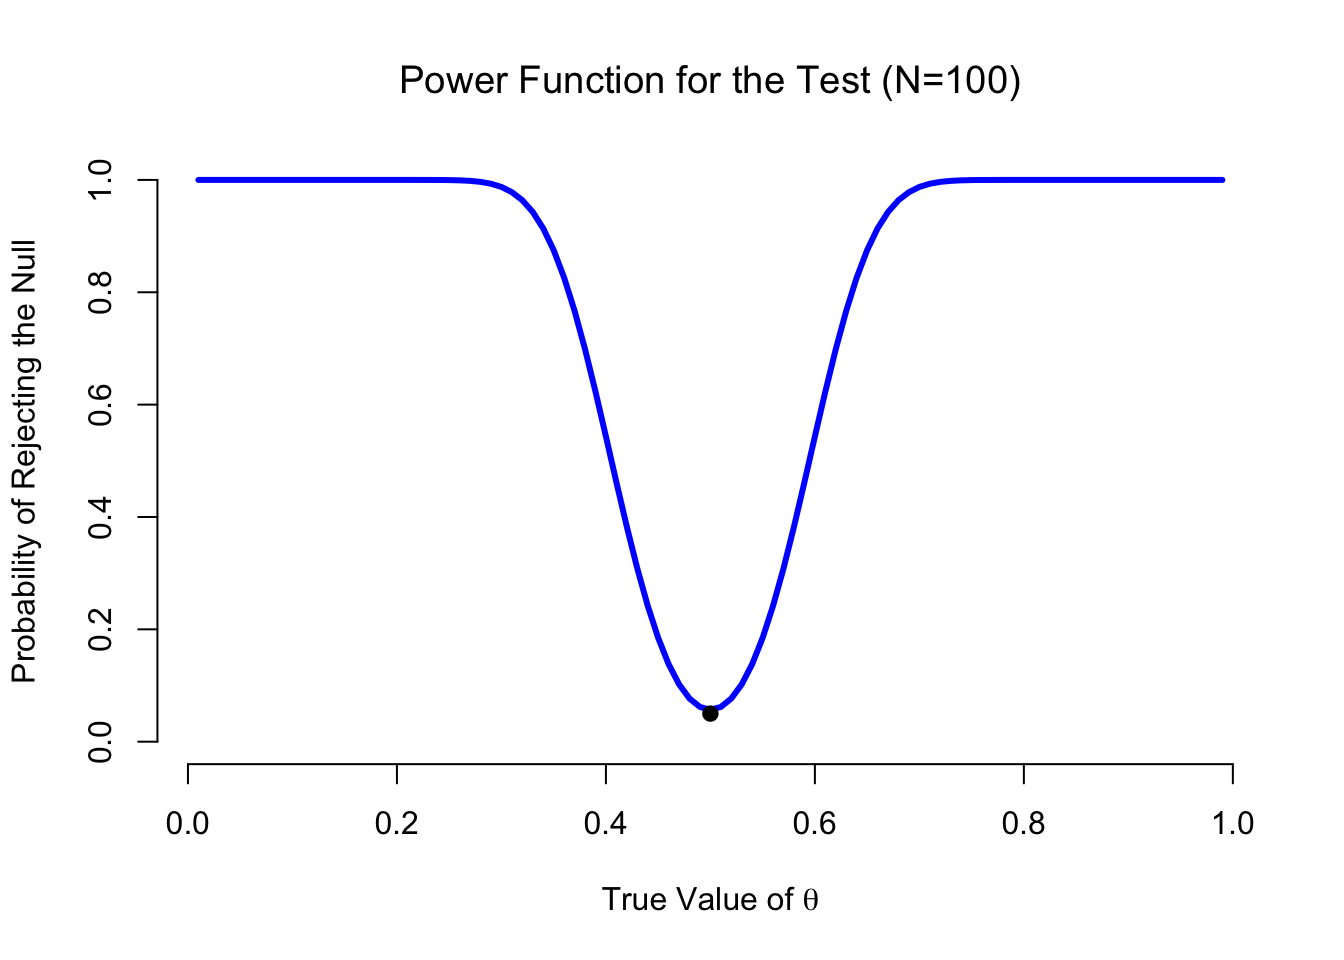 Power Function for the Test (N=100)
Probability of Rejecting the Null
1.0
0.8
0.6
0.4
0.2
0.0
0.0 0.2 0.4 0.6 0.8 1.0
True Value of θ